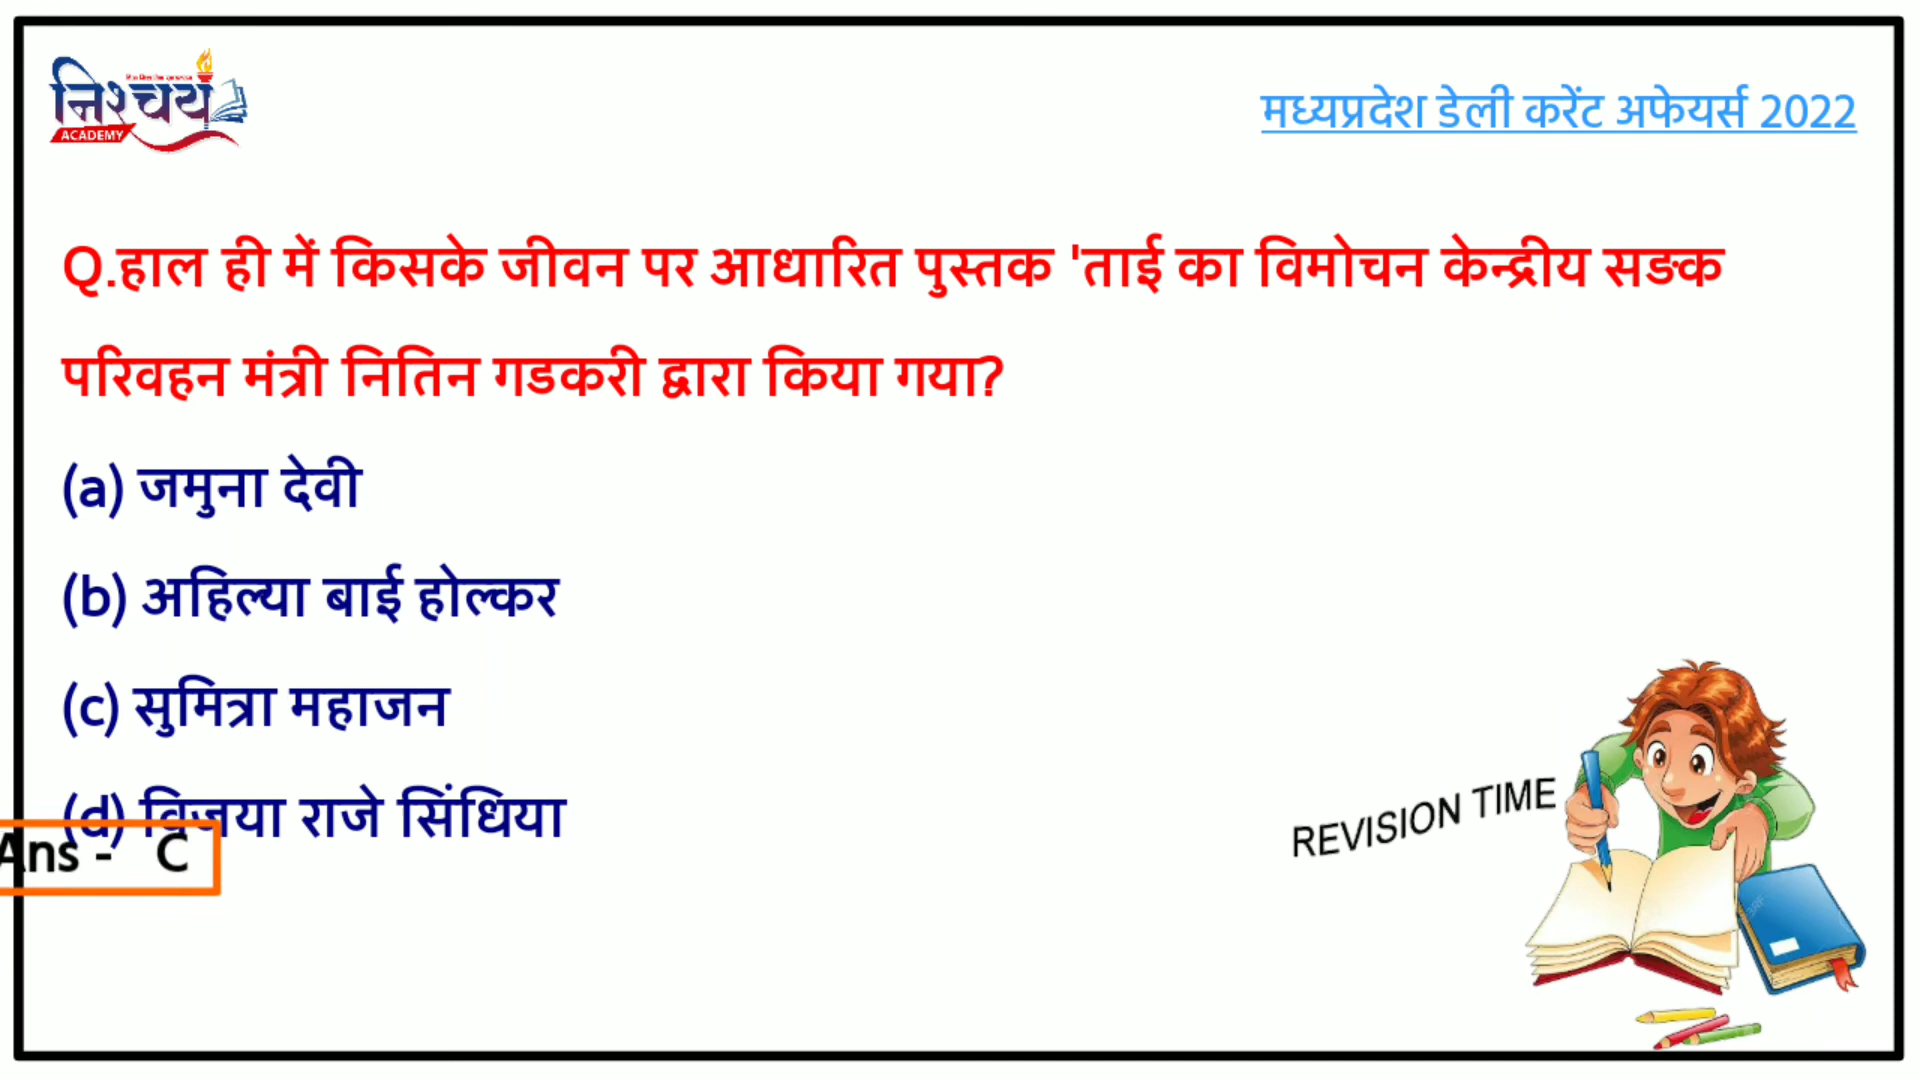 निश्चय
ACADEMY
मध्यप्रदेश डेली करेंट अफेयर्स 2022
Q.हाल ही में किसके जीवन पर आधारित पुस्तक 'ताई का विमोचन केन्द्रीय सङक
परिवहन मंत्री नितिन गडकरी द्वारा किया गया?
(a) जमुना देवी
(b) अहिल्या बाई होल्कर
(c) सुमित्रा महाजन
(d) विजया राजे सिंधिया
Ans - C
REVISION TIME